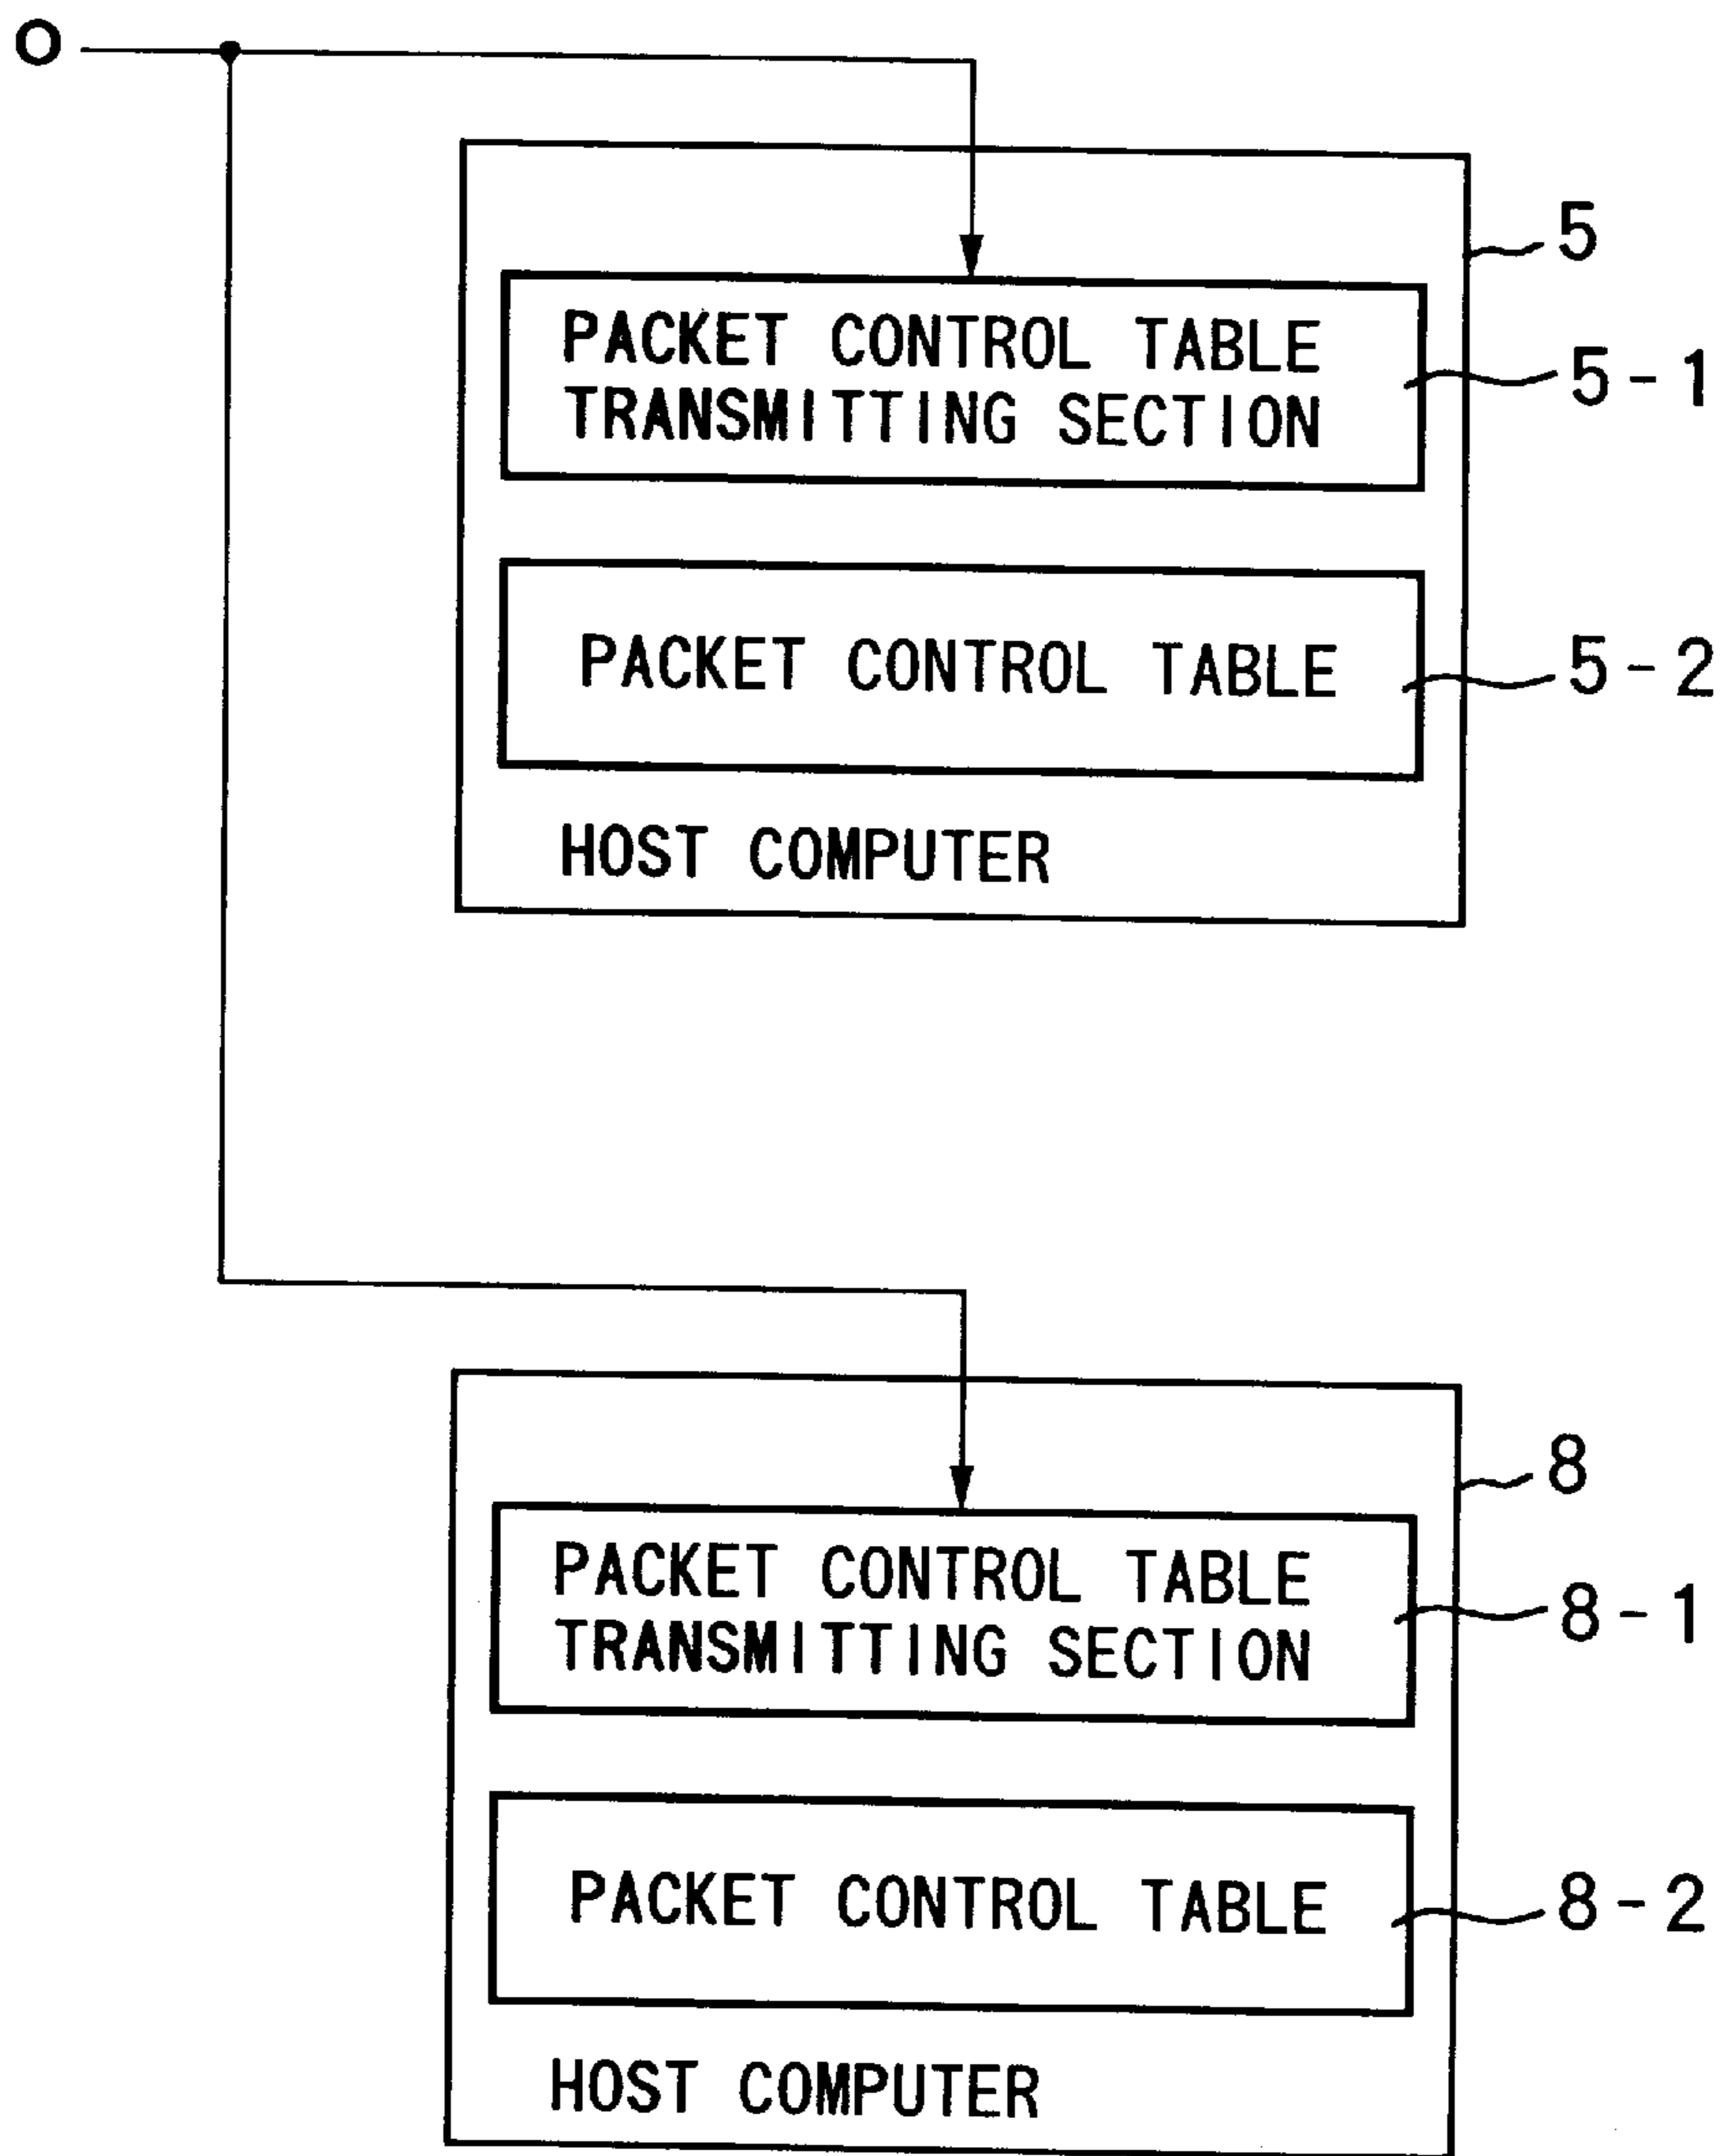 O
5
PACKET CONTROL TABLE
TRANSMITTING SECTION
5-1
PACKET CONTROL TABLE
5-2
HOST COMPUTER
8
PACKET CONTROL TABLE
TRANSMITTING SECTION
8-1
PACKET CONTROL TABLE
8-2
HOST COMPUTER